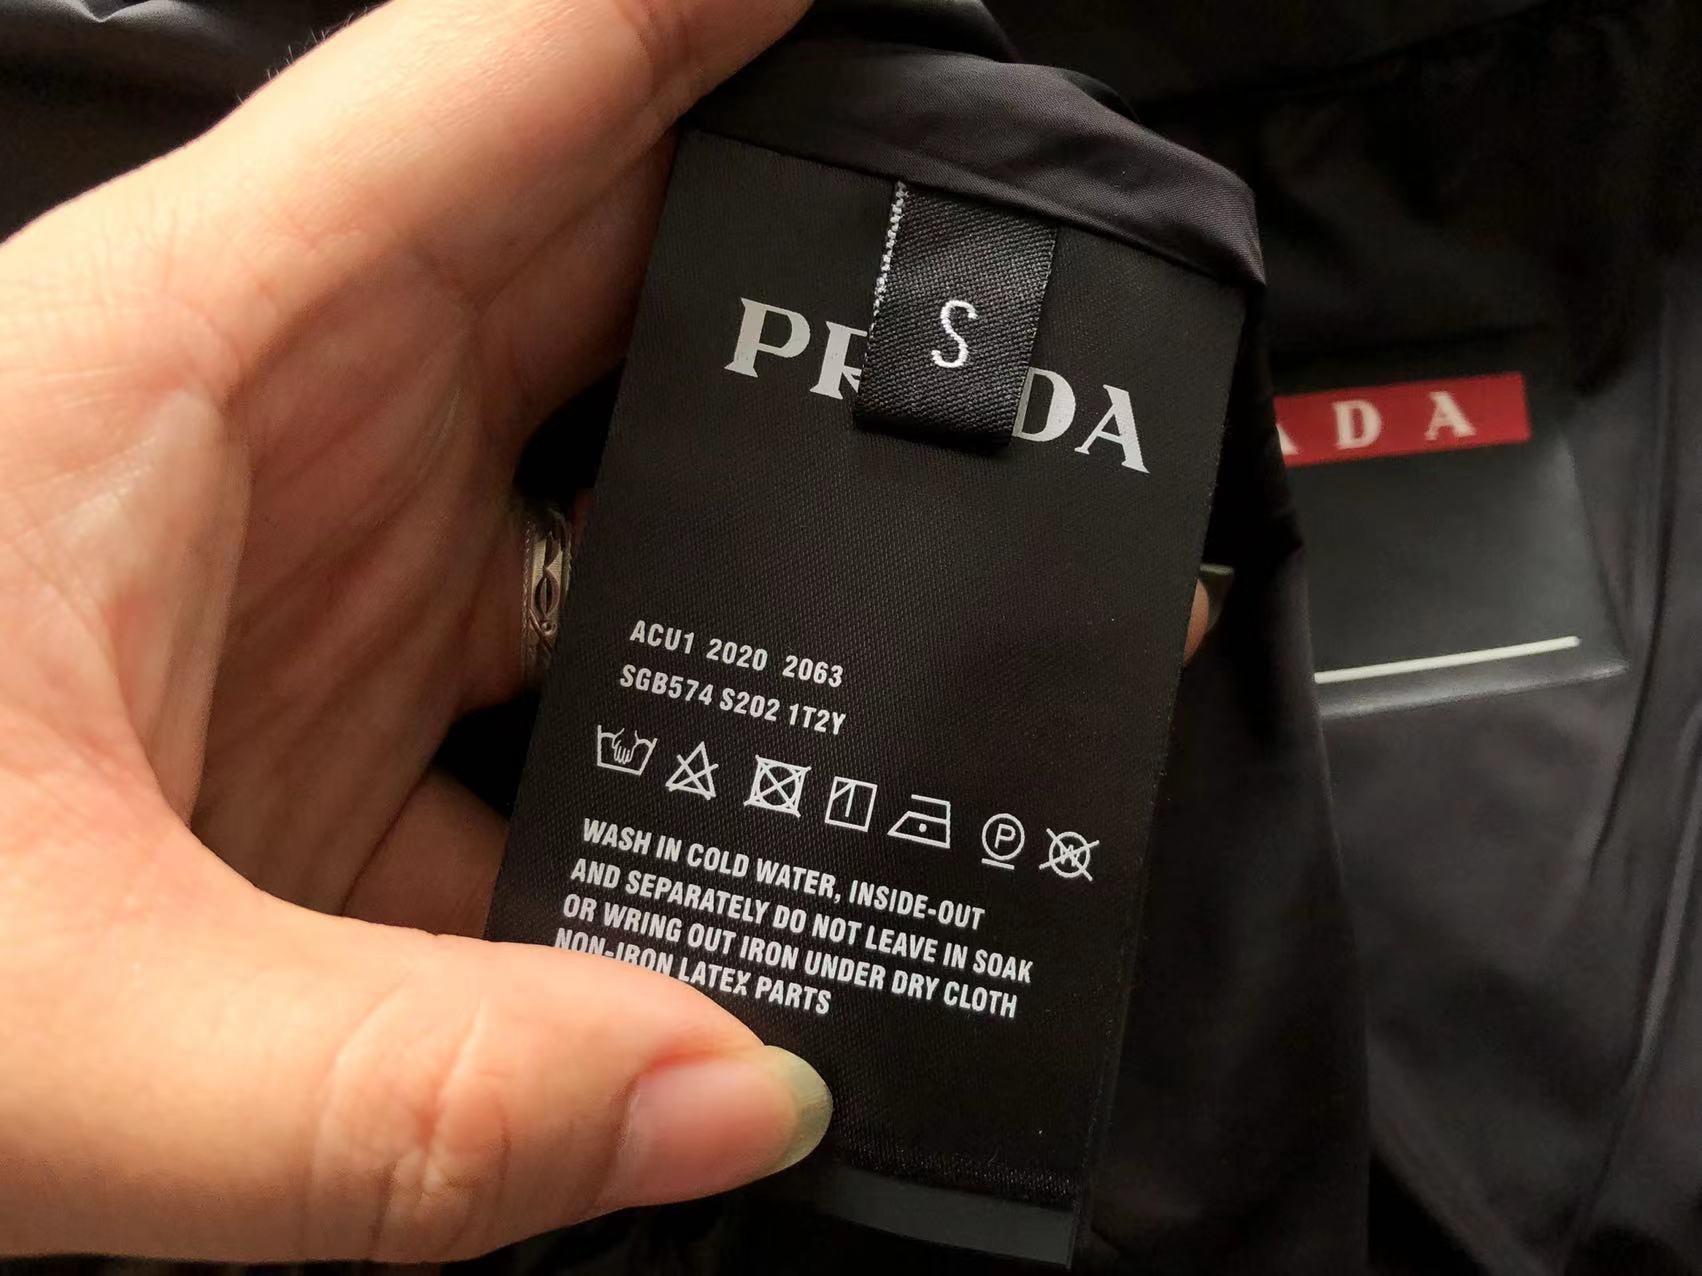 S
PR DA
ADA
ACU1 2020 2063
SGB574 S202 1T2Y
P
W
WASH IN COLD WATER, INSIDE-OUT
AND SEPARATELY DO NOT LEAVE IN SOAK
OR WRING OUT IRON UNDER DRY CLOTH
NON-IRON LATEX PARTS